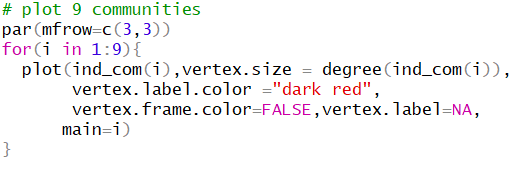 # plot 9 communities
par(mfrow=c(3,3))
for(i in 1:9){
  plot(ind_com(i),vertex.size = degree(ind_com(i)),
       vertex.label.color ="dark red",
       vertex.frame.color=FALSE,vertex.label=NA,
      main=i)
}